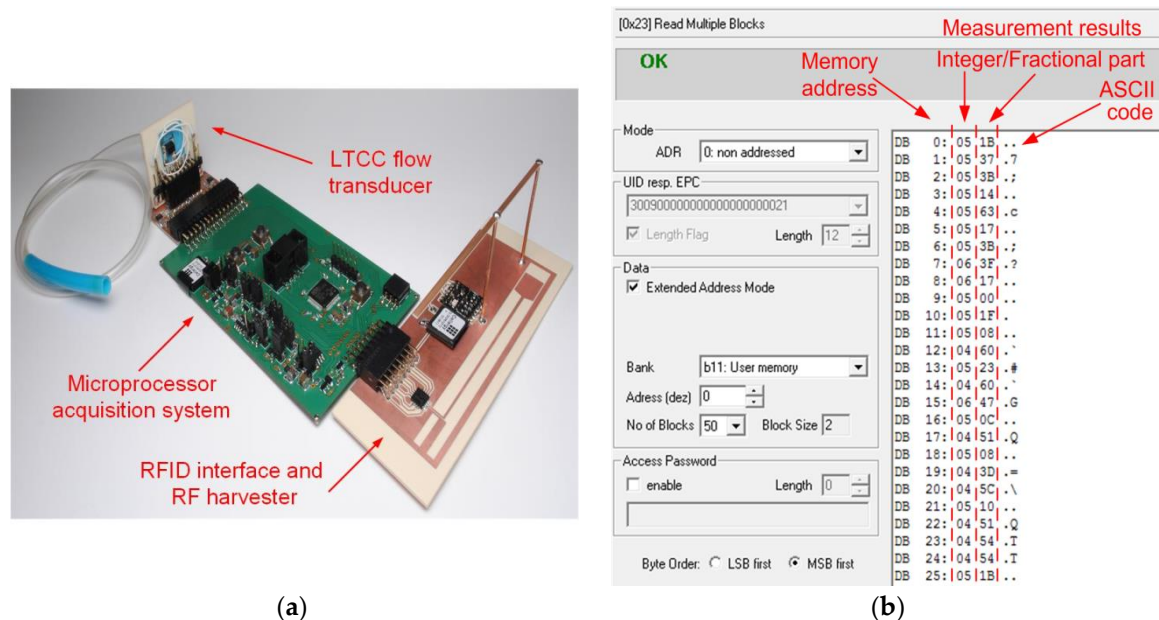 LTCC flow
transducer
Microprocessor
acquisition system
RFID interface and
RF harvester
(a)
[0x23] Read Multiple Blocks
OK
Measurement results
Memory
address
Integer/Fractional part
ASCII
code
Mode
ADR 0: non addressed
UID resp. EPC
Length Flag Length 12
Data
Extended Address Mode
Bank b11: User memory
Adress (dez) 0
No of Blocks 50 Block Size 2
Access Password
enable Length 0
Byte Order: LSB first MSB first
DB 0: 05 1B ..
DB 1: 05 37 .7
DB 2: 05 3B .;
DB 3: 05 14 ..
DB 4: 05 63 .c
DB 5: 05 17 ..
DB 6: 05 3B .;
DB 7: 06 3F .?
DB 8: 06 17 ..
DB 9: 05 00 ..
DB 10: 05 1F ..
DB 11: 05 08 ..
DB 12: 04 60 .`
DB 13: 05 23 .#
DB 14: 04 60 .`
DB 15: 06 47 .G
DB 16: 05 0C ..
DB 17: 04 51 .Q
DB 18: 05 08 ..
DB 19: 04 3D .=
DB 20: 04 5C .\
DB 21: 05 10 ..
DB 22: 04 51 .Q
DB 23: 04 54 .T
DB 24: 04 54 .T
DB 25: 05 1B ..
(b)